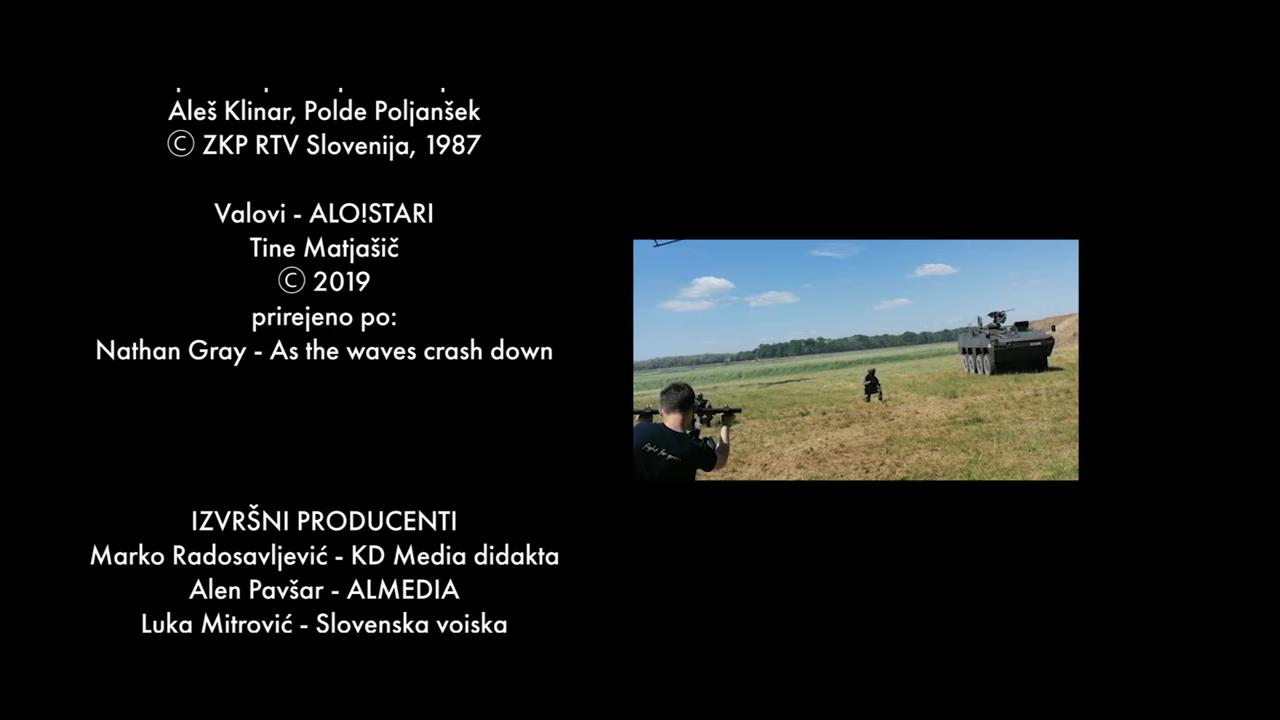 Aleš Klinar, Polde Poljanšek
© ZKP RTV Slovenija, 1987
Valovi - ALO!STARI
Tine Matjašič
© 2019
prirejeno po:
Nathan Gray - As the waves crash down
IZVRŠNI PRODUCENTI
Marko Radosavljević - KD Media didakta
Alen Pavšar - ALMEDIA
Luka Mitrović - Slovenska vojska